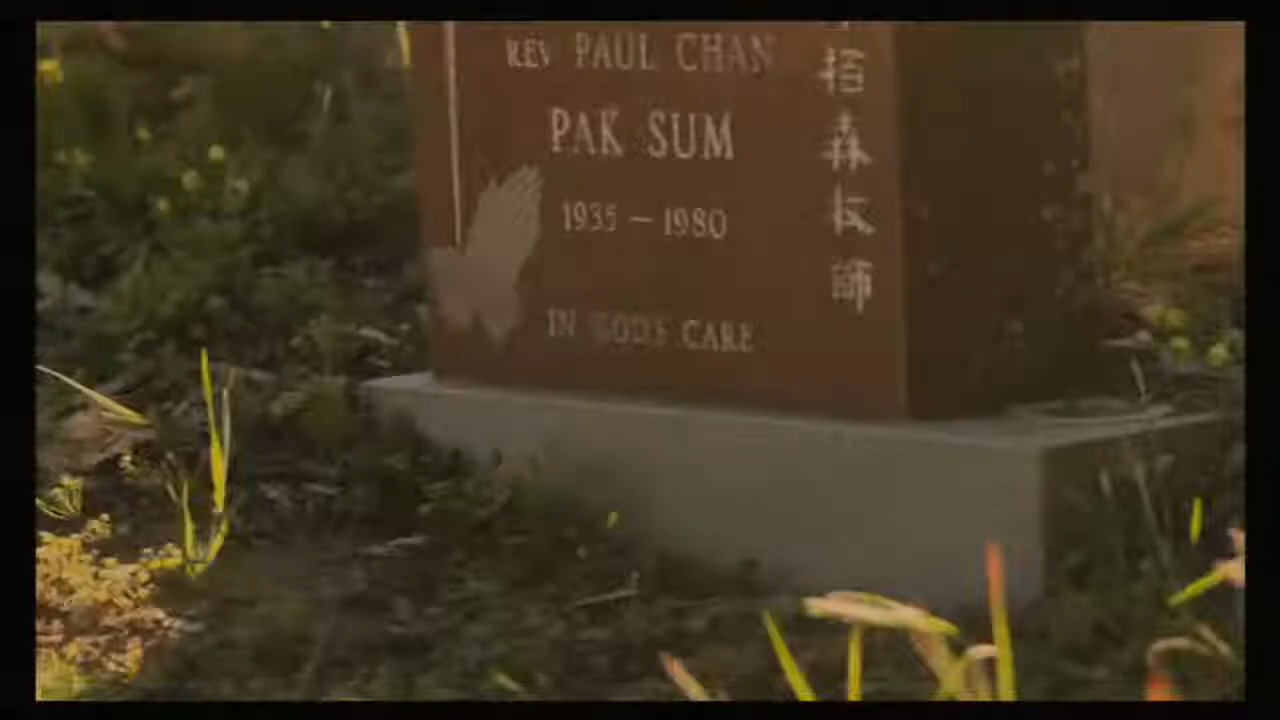 REV PAUL CHAN
PAK SUM
1935 – 1980
IN GOD'S CARE
栢森牧師